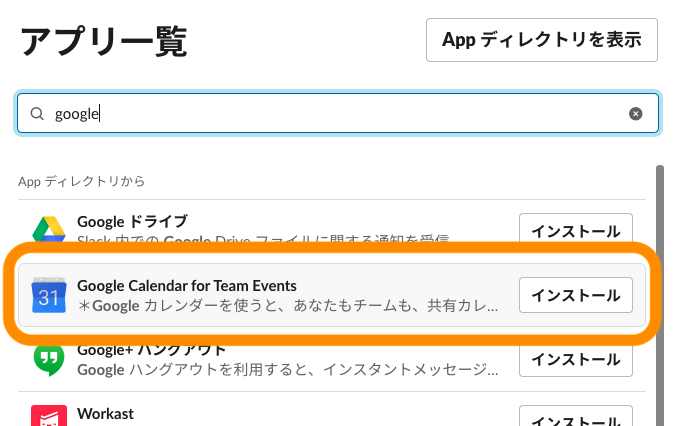 アプリ一覧
App ディレクトリを表示
google
App ディレクトリから
Google ドライブ
インストール
Slack 内での Google Drive ファイルに関する通知を受信
Google Calendar for Team Events
31
インストール
＊Google カレンダーを使うと、あなたもチームも、共有カレ...
Google+ ハングアウト
インストール
Google ハングアウトを利用すると、インスタントメッセージ...
Workast
インストール